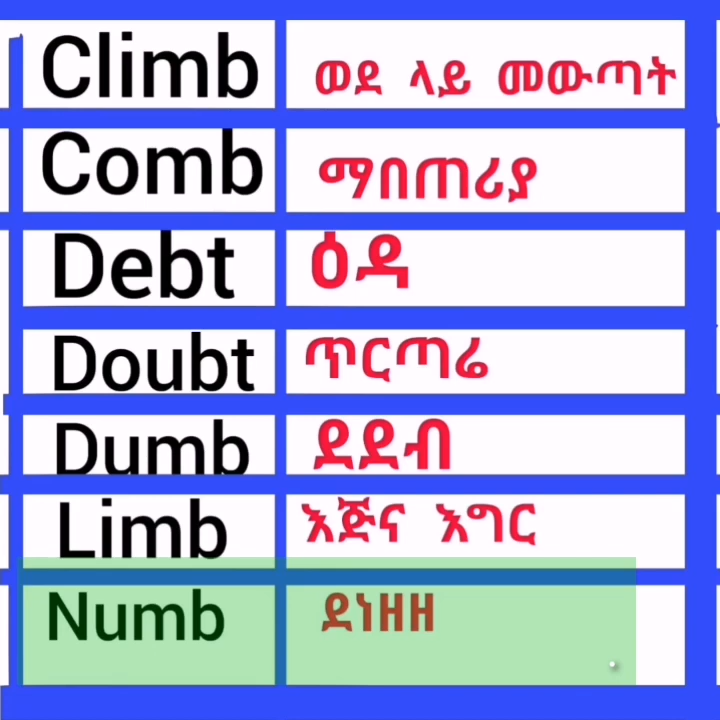 Climb ወደ ላይ መውጣት
Comb ማበጠሪያ
Debt ዕዳ
Doubt ጥርጣሬ
Dumb ደደብ
Limb እጅና እግር
Numb ደነዘዘ